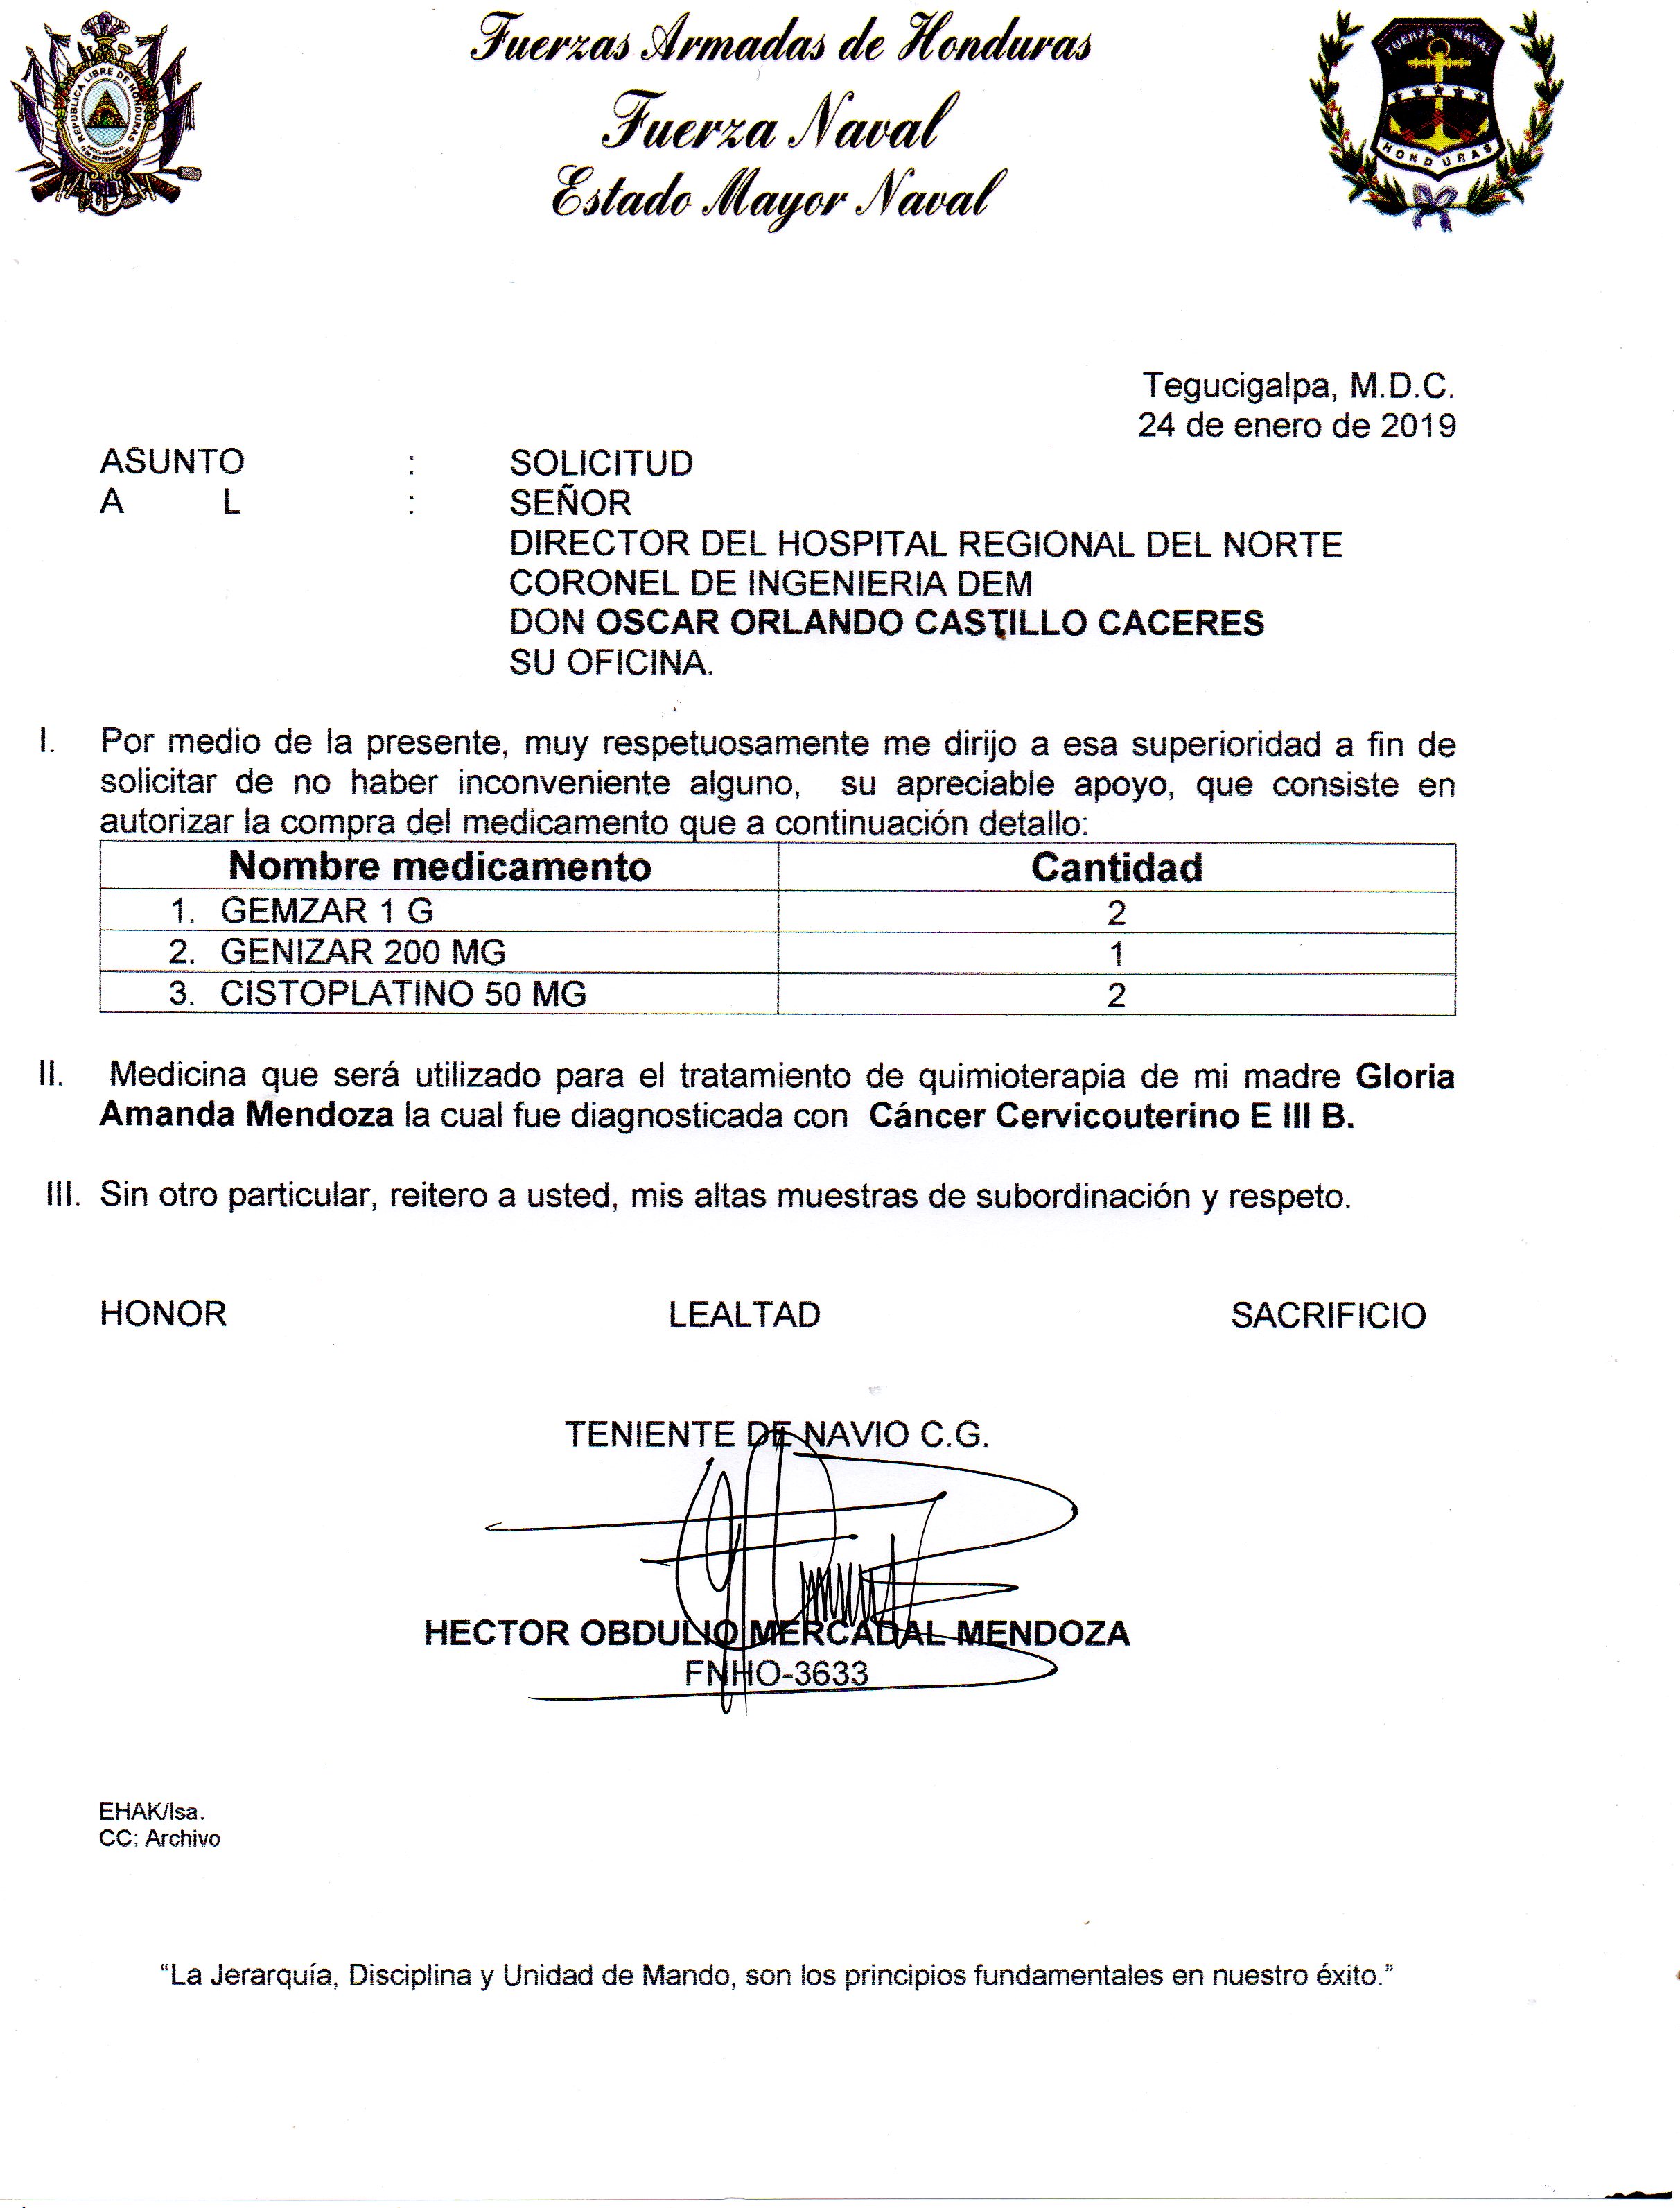 Fuerzas Armadas de Honduras
Fuerza Naval
Estado Mayor Naval
REPUBLICA LIBRE DE HONDURAS
FUERZA NAVAL
HONDURAS
Tegucigalpa, M.D.C.
24 de enero de 2019
ASUNTO : SOLICITUD
A L : SEÑOR
DIRECTOR DEL HOSPITAL REGIONAL DEL NORTE
CORONEL DE INGENIERIA DEM
DON OSCAR ORLANDO CASTILLO CACERES
SU OFICINA.
I. Por medio de la presente, muy respetuosamente me dirijo a esa superioridad a fin de
solicitar de no haber inconveniente alguno, su apreciable apoyo, que consiste en
autorizar la compra del medicamento que a continuación detallo:
Nombre medicamento Cantidad
1. GEMZAR 1 G 2
2. GENIZAR 200 MG 1
3. CISTOPLATINO 50 MG 2
II. Medicina que será utilizado para el tratamiento de quimioterapia de mi madre Gloria
Amanda Mendoza la cual fue diagnosticada con Cáncer Cervicouterino E III B.
III. Sin otro particular, reitero a usted, mis altas muestras de subordinación y respeto.
HONOR LEALTAD SACRIFICIO
TENIENTE DE NAVIO C.G.
HECTOR OBDULIO MERCADAL MENDOZA
FNHO-3633
EHAK/Isa.
CC: Archivo
“La Jerarquía, Disciplina y Unidad de Mando, son los principios fundamentales en nuestro éxito.”